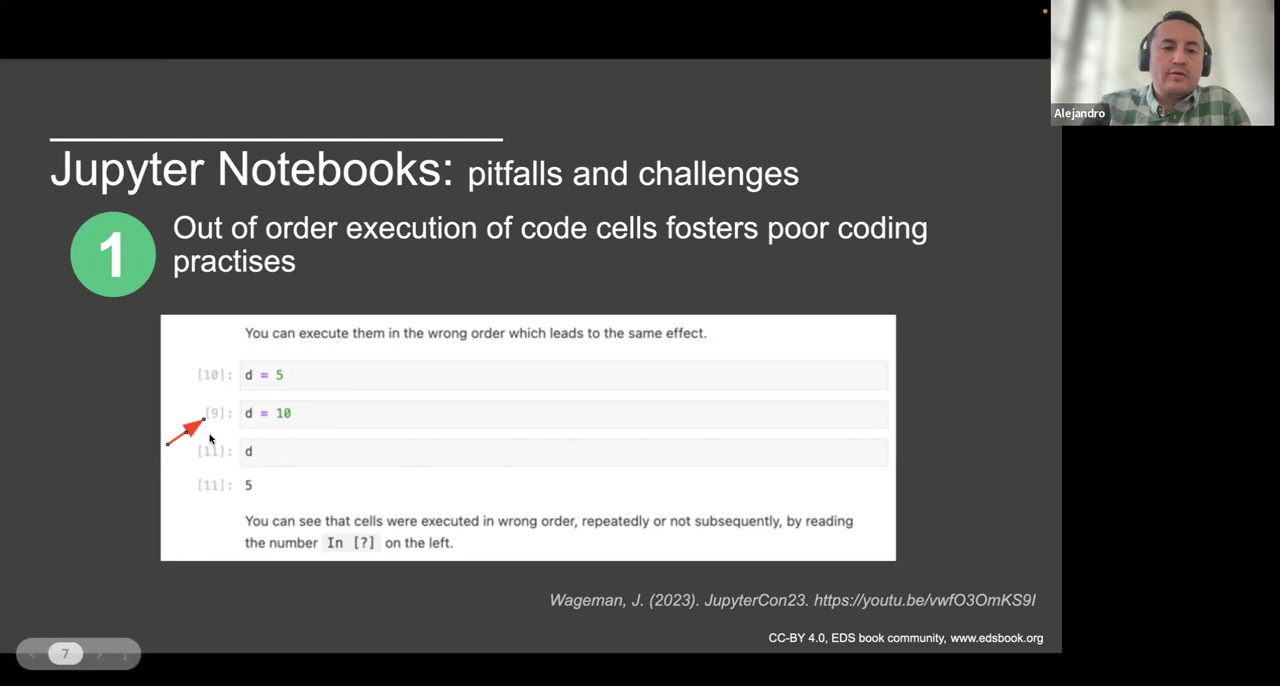 Alejandro
Jupyter Notebooks: pitfalls and challenges
1
Out of order execution of code cells fosters poor coding
practises
You can execute them in the wrong order which leads to the same effect.
[10]: d = 5
[9]: d = 10
[11]: d
[11]: 5
You can see that cells were executed in wrong order, repeatedly or not subsequently, by reading
the number In [?] on the left.
Wageman, J. (2023). JupyterCon23. https://youtu.be/vwfO3OmKS9I
CC-BY 4.0, EDS book community, www.edsbook.org
7